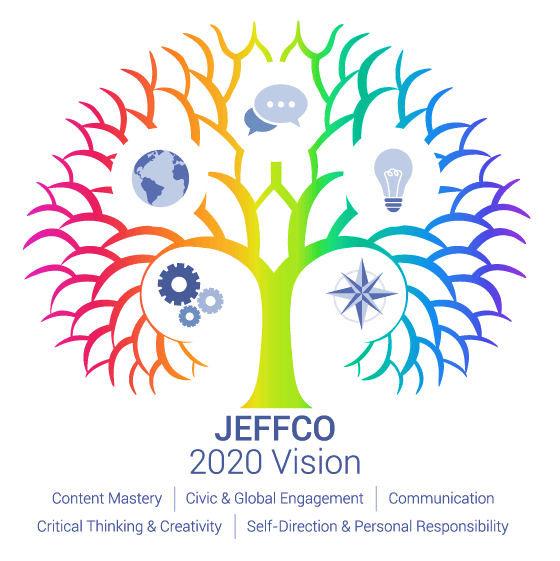 JEFFCO
2020 Vision
Content Mastery | Civic & Global Engagement | Communication
Critical Thinking & Creativity | Self-Direction & Personal Responsibility